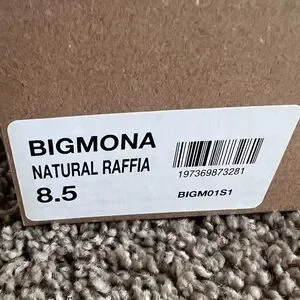 BIGMONA
NATURAL RAFFIA
8.5
197369873281
BIGM01S1